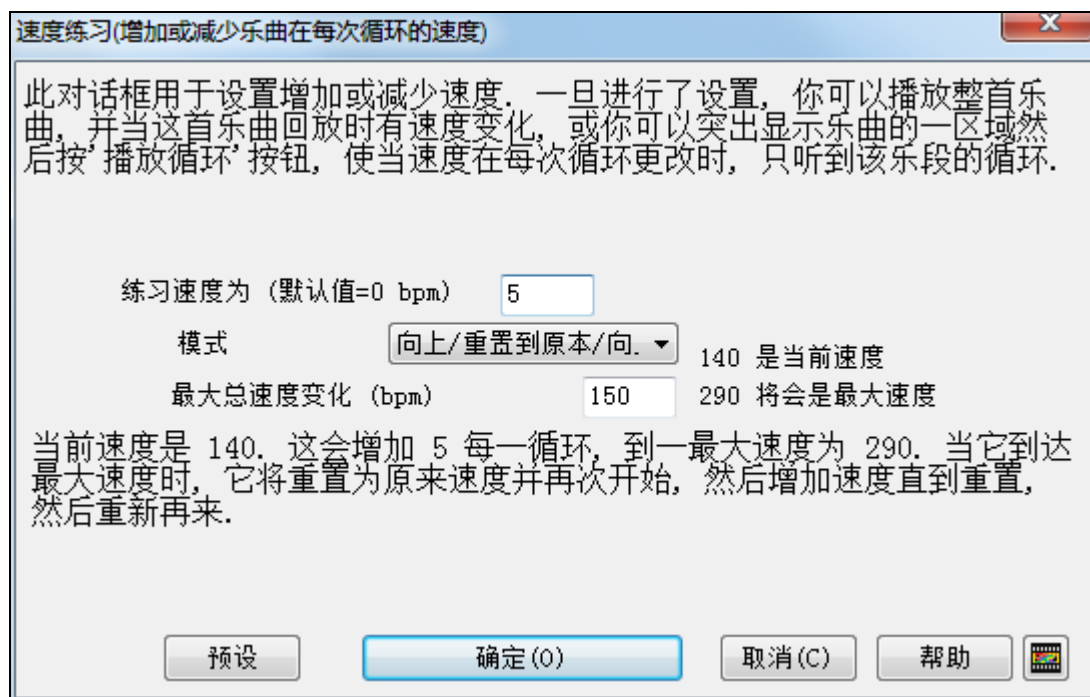 速度练习(增加或减少乐曲在每次循环的速度)
此对话框用于设置增加或减少速度. 一旦进行了设置, 你可以播放整首乐
曲, 并当这首乐曲回放时有速度变化, 或你可以突出显示乐曲的一区域然
后按'播放循环'按钮, 使当速度在每次循环更改时, 只听到该乐段的循环.
练习速度为 (默认值=0 bpm) 5
模式 向上/重置到原本/向. 140 是当前速度
最大总速度变化 (bpm) 150 290 将会是最大速度
当前速度是 140. 这会增加 5 每一循环, 到一最大速度为 290. 当它到达
最大速度时, 它将重置为原来速度并再次开始, 然后增加速度直到重置,
然后重新再来.
预设 确定(O) 取消(C) 帮助